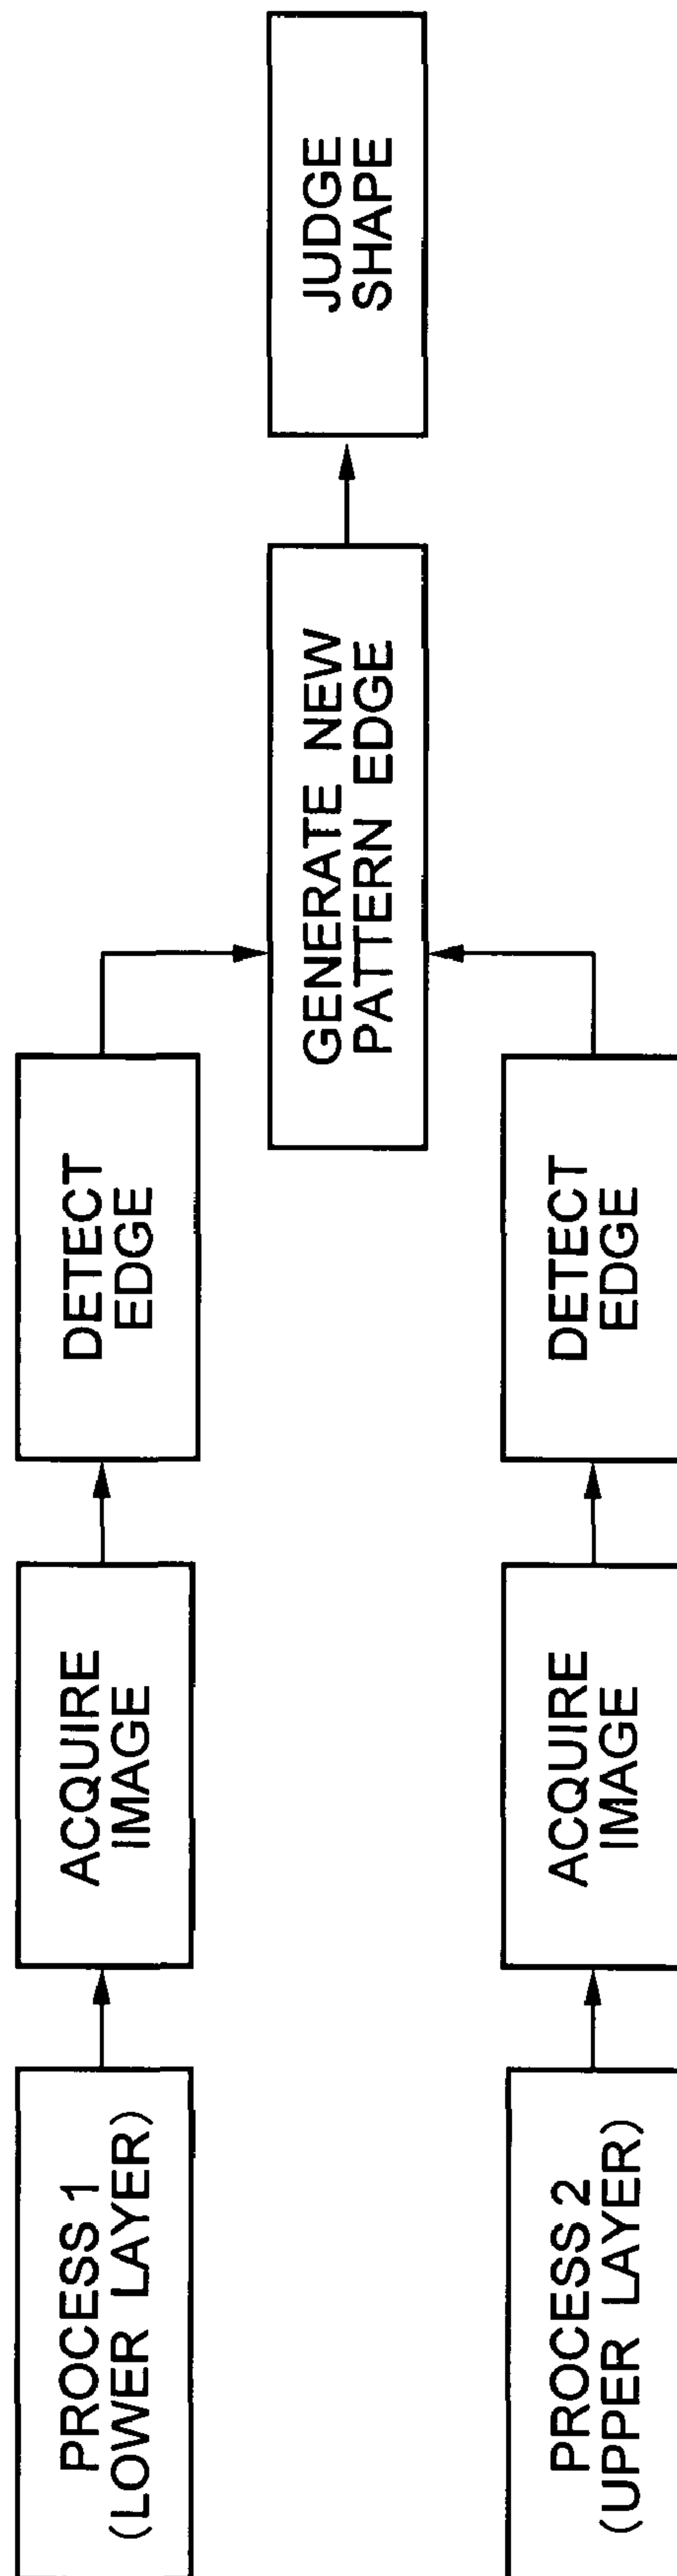 PROCESS 1
(LOWER LAYER)
ACQUIRE
IMAGE
DETECT
EDGE
PROCESS 2
(UPPER LAYER)
ACQUIRE
IMAGE
DETECT
EDGE
GENERATE NEW
PATTERN EDGE
JUDGE
SHAPE